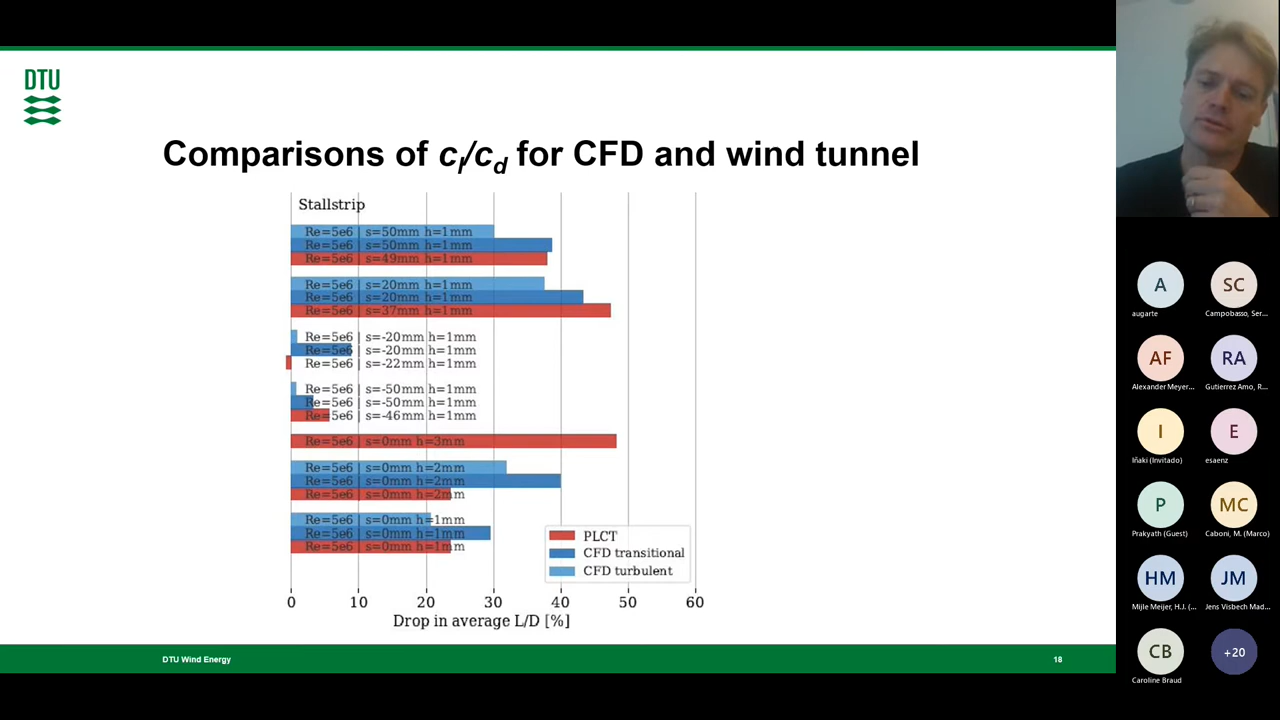 DTU
Comparisons of cl/cd for CFD and wind tunnel
Stallstrip
Re=5e6 | s=50mm h=1mm
Re=5e6 | s=50mm h=1mm
Re=5e6 | s=49mm h=1mm
Re=5e6 | s=20mm h=1mm
Re=5e6 | s=20mm h=1mm
Re=5e6 | s=37mm h=1mm
Re=5e6 | s=-20mm h=1mm
Re=5e6 | s=-20mm h=1mm
Re=5e6 | s=-22mm h=1mm
Re=5e6 | s=-50mm h=1mm
Re=5e6 | s=-50mm h=1mm
Re=5e6 | s=-46mm h=1mm
Re=5e6 | s=0mm h=3mm
Re=5e6 | s=0mm h=2mm
Re=5e6 | s=0mm h=2mm
Re=5e6 | s=0mm h=2mm
Re=5e6 | s=0mm h=1mm
Re=5e6 | s=0mm h=1mm
Re=5e6 | s=0mm h=1mm
PLCT
CFD transitional
CFD turbulent
0 10 20 30 40 50 60
Drop in average L/D [%]
DTU Wind Energy
18
A
augarte
SC
Campobasso, Ser...
AF
Alexander Meyer...
RA
Gutierrez Amo, R...
I
Iñaki (Invitado)
E
esaenz
P
Prakyath (Guest)
MC
Caboni, M. (Marco)
HM
Mijle Meijer, H.J. (...
JM
Jens Visbech Mad...
CB
Caroline Braud
+20